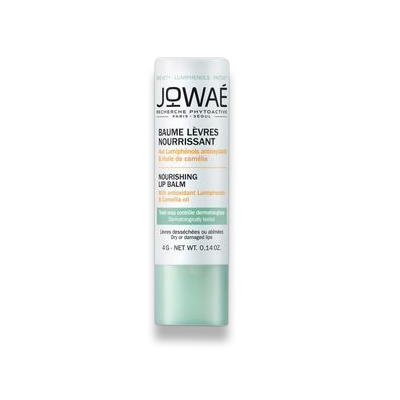 JOWAÉ
RECHERCHE PHYTOACTIVE
PARIS - SÉOUL
BAUME LÈVRES
NOURRISSANT
Aux Lumiphénols antioxydants
& Huile de camélia
NOURISHING
LIP BALM
With antioxidant Lumiphenols
& Camellia oil
Testé sous contrôle dermatologique
Dermatologically tested
Lèvres desséchées ou abîmées
Dry or damaged lips
4G - NET WT. 0.14 OZ.